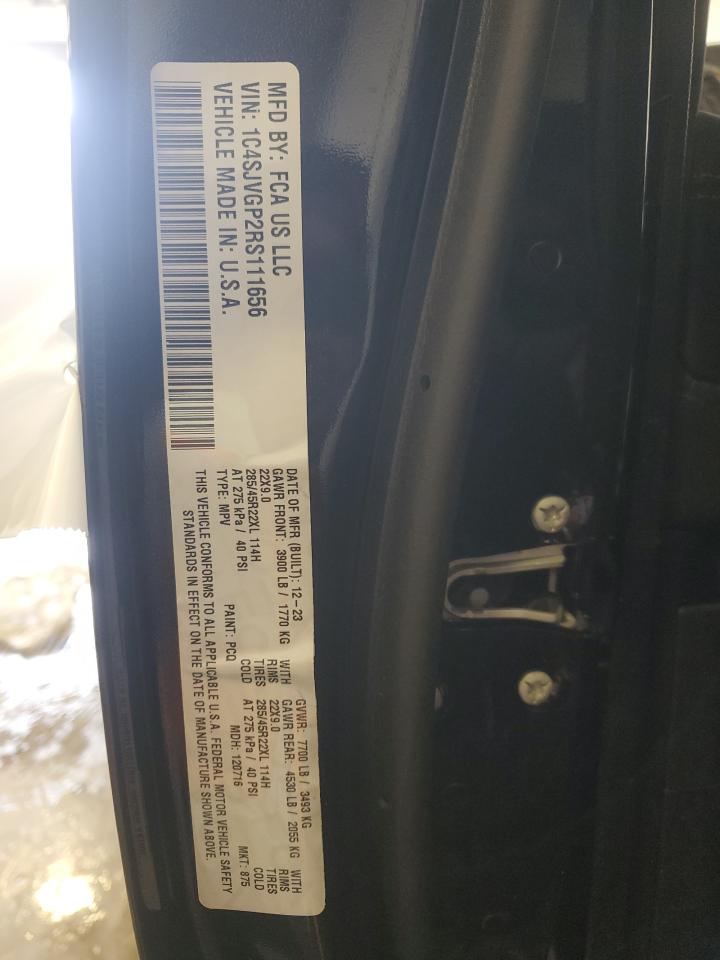 MFD BY: FCA US LLC
VIN: 1C4SJVGP2RS111656
VEHICLE MADE IN: U.S.A.
DATE OF MFR (BUILT): 12-23 GVWR: 7700 LB / 3493 KG
GAWR FRONT: 3900 LB / 1770 KG WITH GAWR REAR: 4530 LB / 2055 KG WITH
22X9.0 RIMS 22X9.0 RIMS
285/45R22XL 114H TIRES 285/45R22XL 114H TIRES
AT 275 kPa / 40 PSI COLD AT 275 kPa / 40 PSI COLD
TYPE: MPV PAINT: PCQ MDH: 120716 MKT: 875
THIS VEHICLE CONFORMS TO ALL APPLICABLE U.S.A. FEDERAL MOTOR VEHICLE SAFETY
STANDARDS IN EFFECT ON THE DATE OF MANUFACTURE SHOWN ABOVE.